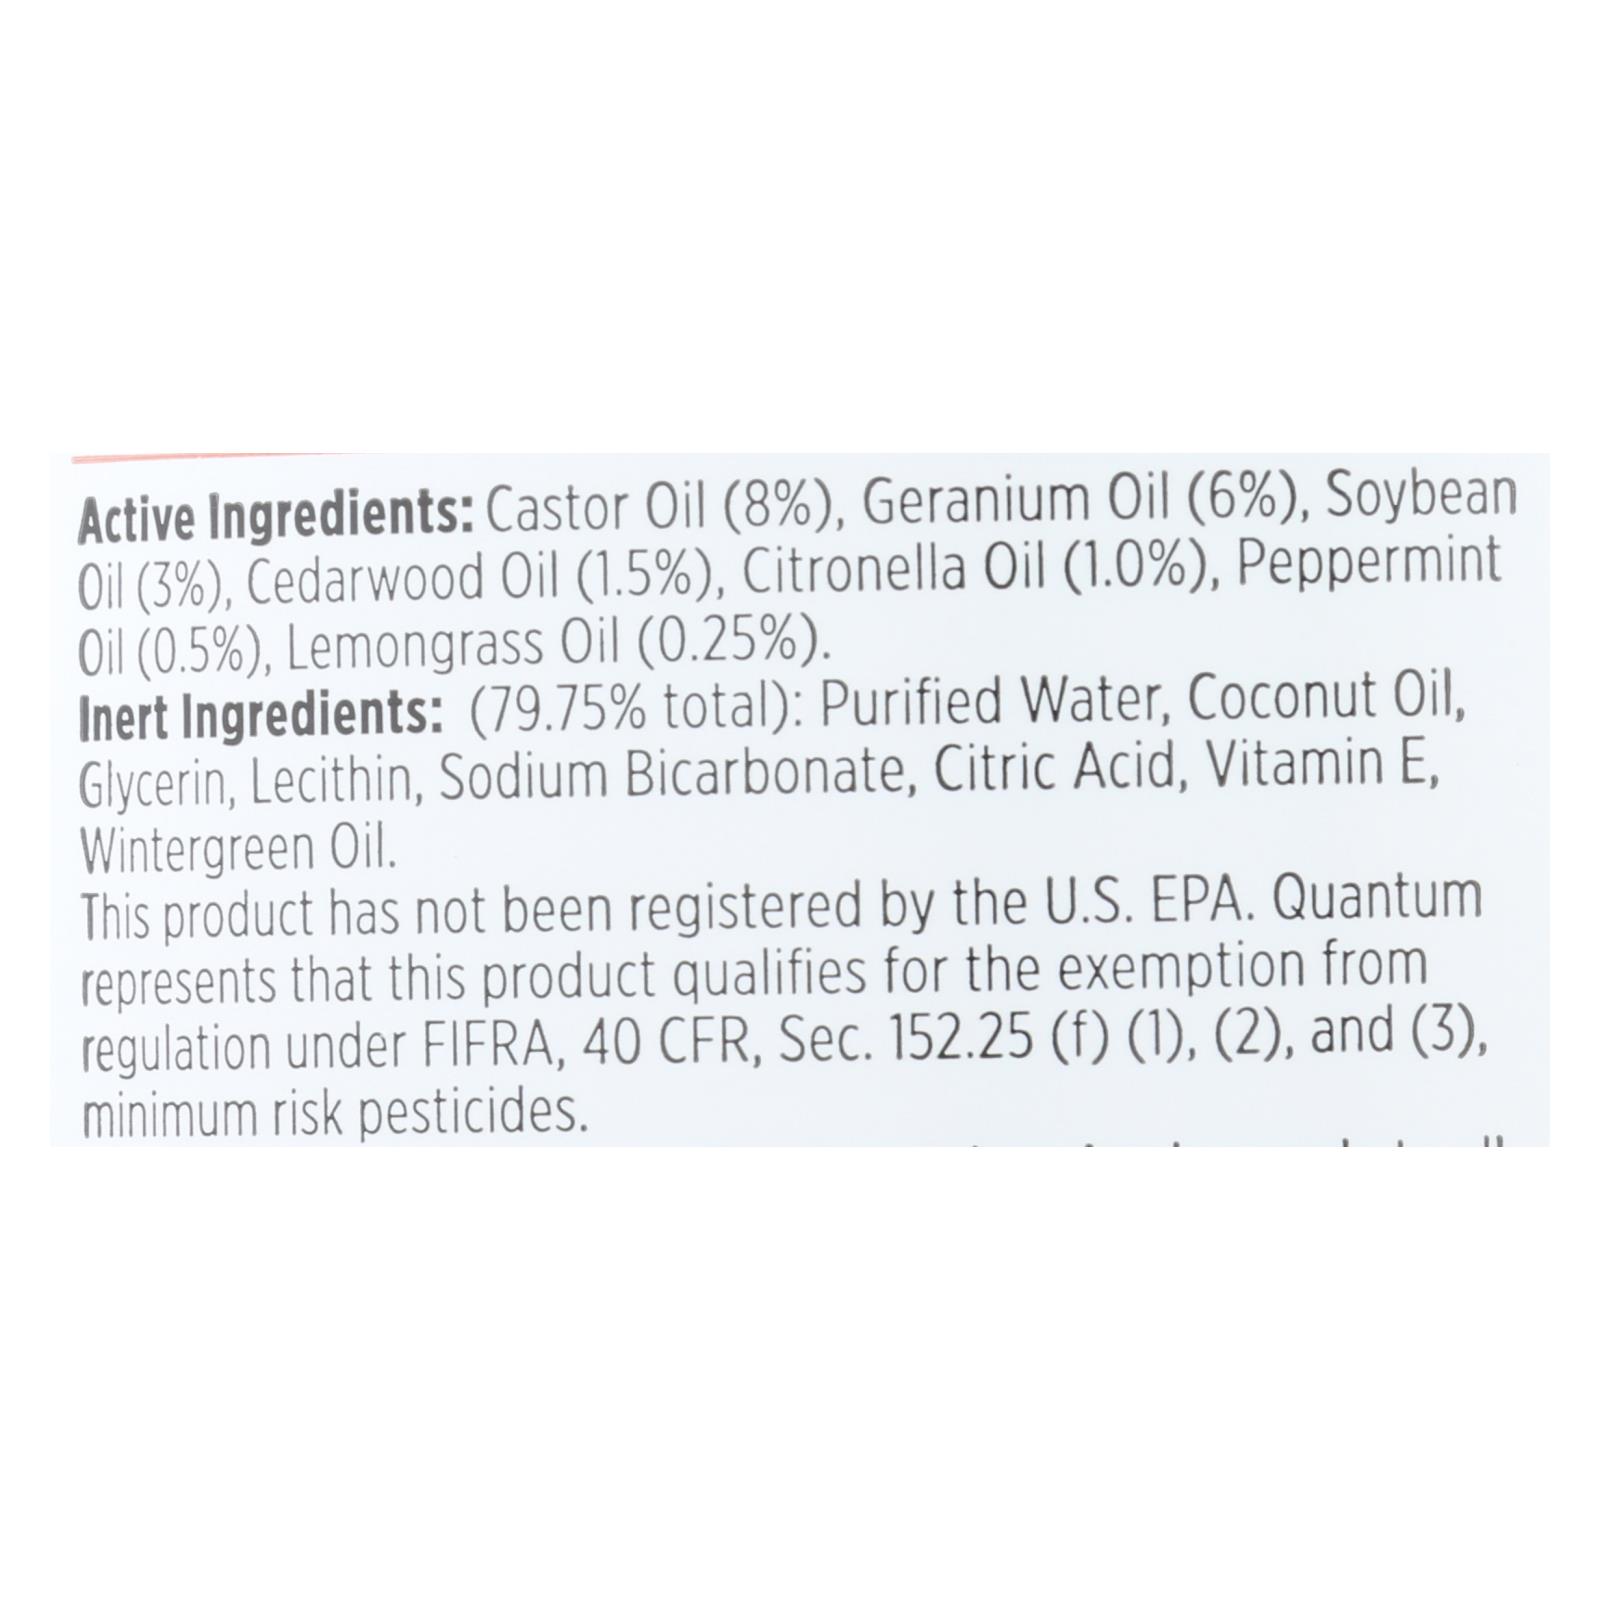 Active Ingredients: Castor Oil (8%), Geranium Oil (6%), Soybean
Oil (3%), Cedarwood Oil (1.5%), Citronella Oil (1.0%), Peppermint
Oil (0.5%), Lemongrass Oil (0.25%).
Inert Ingredients: (79.75% total): Purified Water, Coconut Oil,
Glycerin, Lecithin, Sodium Bicarbonate, Citric Acid, Vitamin E,
Wintergreen Oil.
This product has not been registered by the U.S. EPA. Quantum
represents that this product qualifies for the exemption from
regulation under FIFRA, 40 CFR, Sec. 152.25 (f) (1), (2), and (3),
minimum risk pesticides.